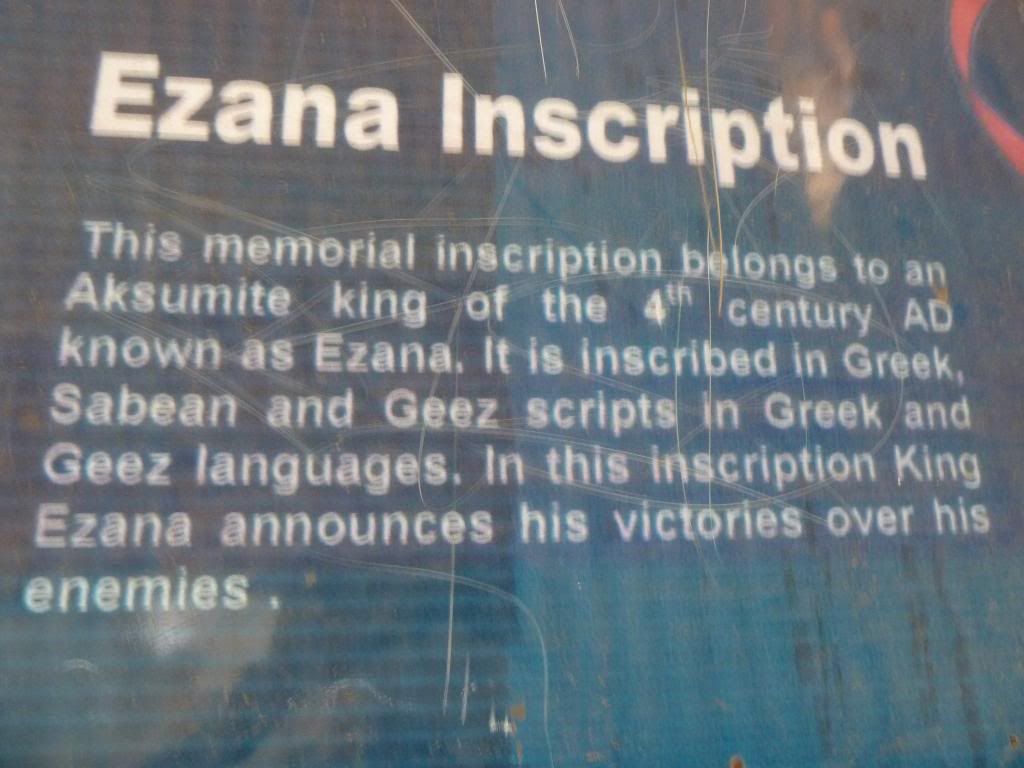 Ezana Inscription
This memorial inscription belongs to an
Aksumite king of the 4th century AD
known as Ezana. It is inscribed in Greek,
Sabean and Geez scripts in Greek and
Geez languages. In this inscription King
Ezana announces his victories over his
enemies .